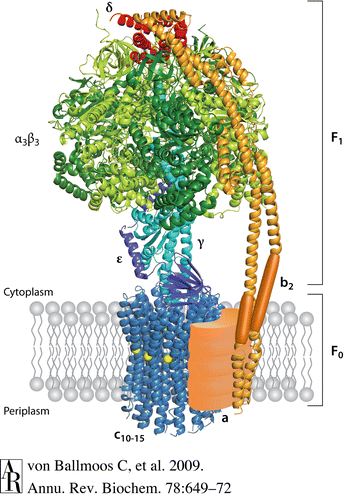 δ
α3β3
F1
γ
ε
b2
Cytoplasm
F0
Periplasm
a
c10-15
AR
von Ballmoos C, et al. 2009.
Annu. Rev. Biochem. 78:649–72